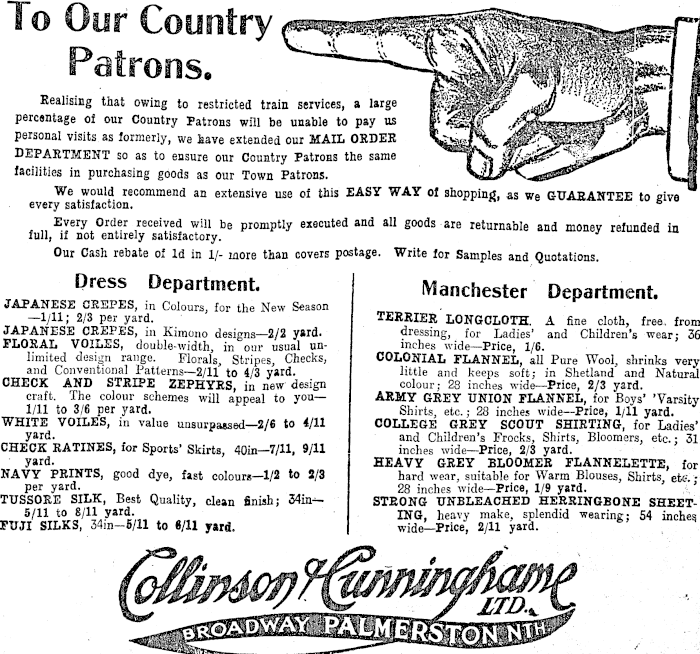 To Our Country
Patrons.
Realising that owing to restricted train services, a large
percentage of our Country Patrons will be unable to pay us
personal visits as formerly, we have extended our MAIL ORDER
DEPARTMENT so as to ensure our Country Patrons the same
facilities in purchasing goods as our Town Patrons.
We would recommend an extensive use of this EASY WAY of shopping, as we GUARANTEE to give
every satisfaction.
Every Order received will be promptly executed and all goods are returnable and money refunded in
full, if not entirely satisfactory.
Our Cash rebate of 1d in 1/- more than covers postage. Write for Samples and Quotations.
Dress Department.
JAPANESE CREPES, in Colours, for the New Season
—1/11; 2/3 per yard.
JAPANESE CREPES, in Kimono designs—2/2 yard.
FLORAL VOILES, double-width, in our usual un-
limited design range. Florals, Stripes, Checks,
and Conventional Patterns—2/11 to 4/3 yard.
CHECK AND STRIPE ZEPHYRS, in new design
craft. The colour schemes will appeal to you—
1/11 to 3/6 per yard.
WHITE VOILES, in value unsurpassed—2/6 to 4/11
yard.
CHECK RATINES, for Sports' Skirts, 40in—7/11, 9/11
yard.
NAVY PRINTS, good dye, fast colours—1/2 to 2/3
per yard.
TUSSORE SILK, Best Quality, clean finish; 34in—
5/11 to 8/11 yard.
FUJI SILKS, 34in—5/11 to 6/11 yard.
Manchester Department.
TERRIER LONGCLOTH. A fine cloth, free from
dressing, for Ladies' and Children's wear; 36
inches wide—Price, 1/6.
COLONIAL FLANNEL, all Pure Wool, shrinks very
little and keeps soft; in Shetland and Natural
colour; 28 inches wide—Price, 2/3 yard.
ARMY GREY UNION FLANNEL, for Boys' 'Varsity
Shirts, etc.; 28 inches wide—Price, 1/11 yard.
COLLEGE GREY SCOUT SHIRTING, for Ladies'
and Children's Frocks, Shirts, Bloomers, etc.; 31
inches wide—Price, 2/3 yard.
HEAVY GREY BLOOMER FLANNELETTE, for
hard wear, suitable for Warm Blouses, Shirts, etc.;
28 inches wide—Price, 1/9 yard.
STRONG UNBLEACHED HERRINGBONE SHEET-
ING, heavy make, splendid wearing; 54 inches
wide—Price, 2/11 yard.
Collinson & Cunninghame
LTD.
BROADWAY PALMERSTON NTH